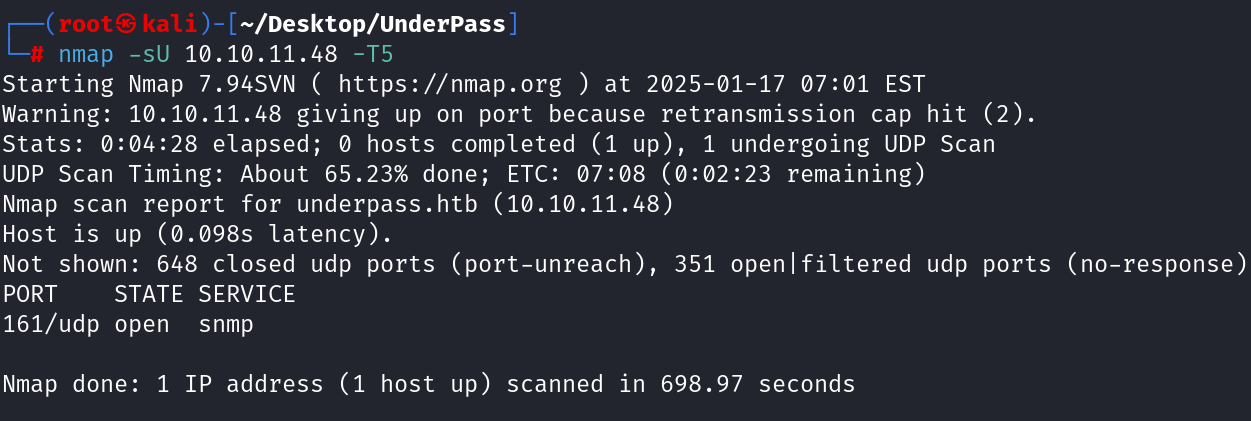 ┌──(root㉿kali)-[~/Desktop/UnderPass]
└─# nmap -sU 10.10.11.48 -T5
Starting Nmap 7.94SVN ( https://nmap.org ) at 2025-01-17 07:01 EST
Warning: 10.10.11.48 giving up on port because retransmission cap hit (2).
Stats: 0:04:28 elapsed; 0 hosts completed (1 up), 1 undergoing UDP Scan
UDP Scan Timing: About 65.23% done; ETC: 07:08 (0:02:23 remaining)
Nmap scan report for underpass.htb (10.10.11.48)
Host is up (0.098s latency).
Not shown: 648 closed udp ports (port-unreach), 351 open|filtered udp ports (no-response)
PORT    STATE SERVICE
161/udp open  snmp
Nmap done: 1 IP address (1 host up) scanned in 698.97 seconds